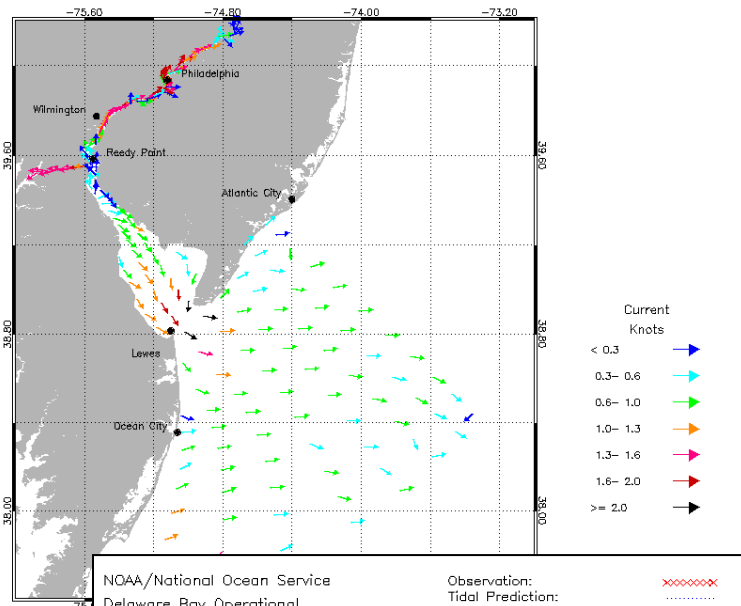 −75.60 −74.80 −74.00 −73.20
Philadelphia
Wilmington
Reedy Point
39.60 39.60
Atlantic City
Current
Knots
38.80 38.80
< 0.3
Lewes
0.3− 0.6
0.6− 1.0
Ocean City
1.0− 1.3
1.3− 1.6
1.6− 2.0
>= 2.0
38.00 38.00
NOAA/National Ocean Service
Observation:
Tidal Prediction:
Delaware Bay Operational